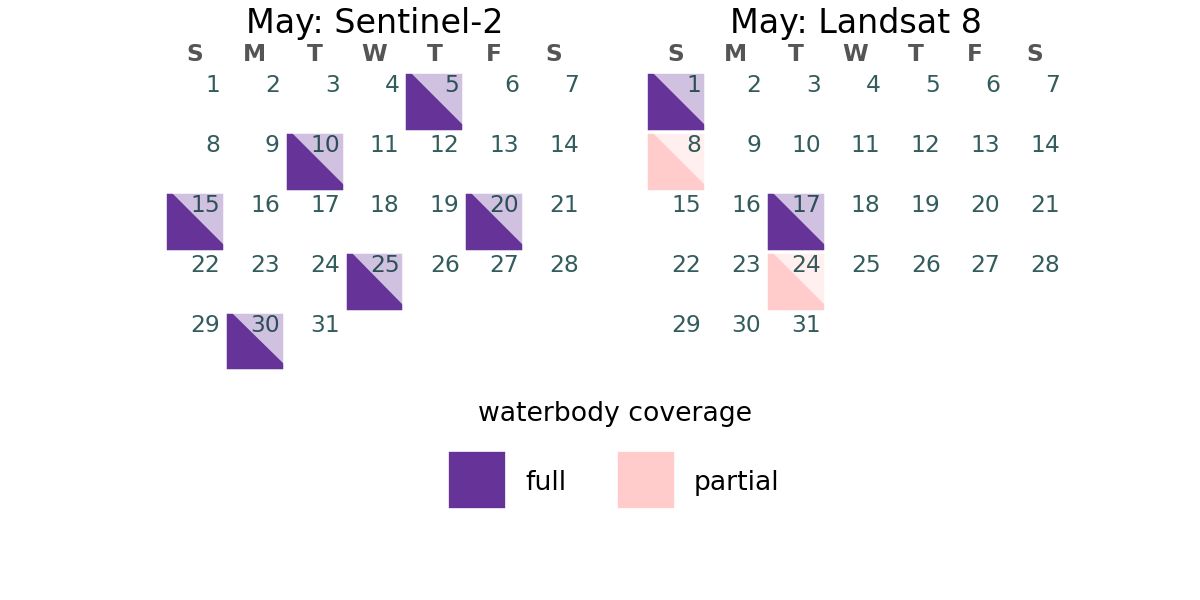 May: Sentinel-2
S M T W T F S
1 2 3 4 5 6 7
8 9 10 11 12 13 14
15 16 17 18 19 20 21
22 23 24 25 26 27 28
29 30 31
May: Landsat 8
S M T W T F S
1 2 3 4 5 6 7
8 9 10 11 12 13 14
15 16 17 18 19 20 21
22 23 24 25 26 27 28
29 30 31
waterbody coverage
full
partial